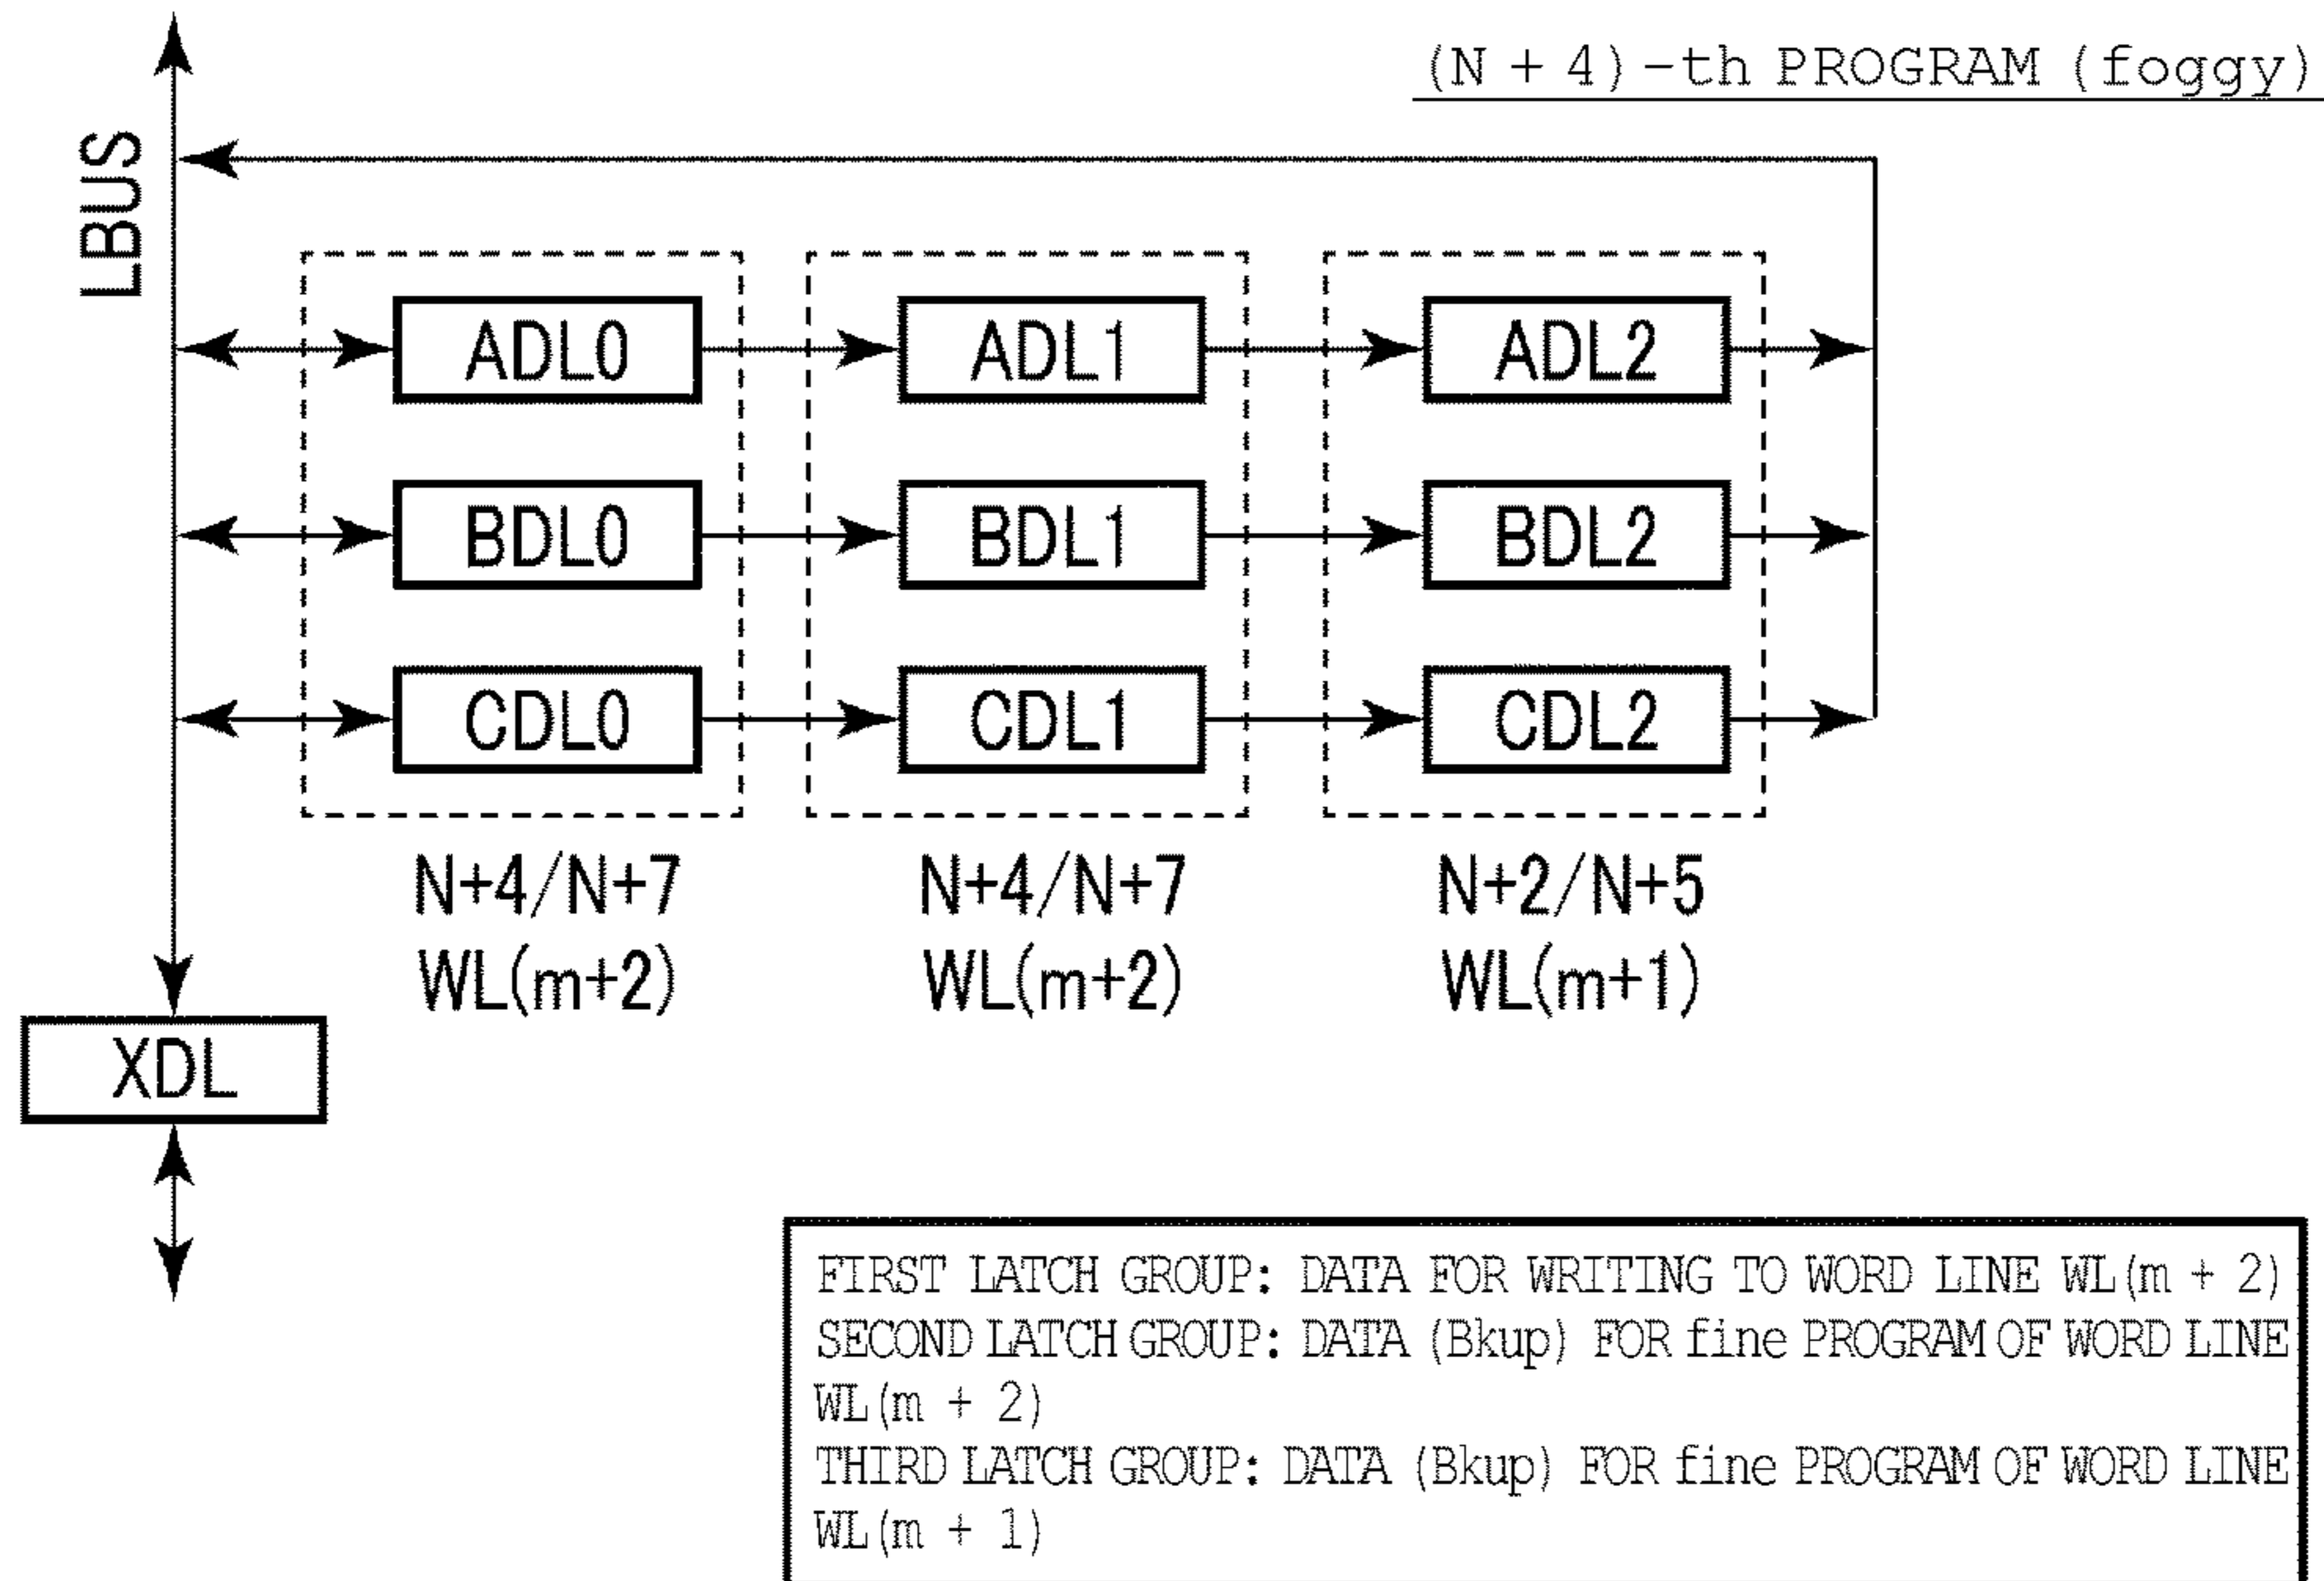 (N + 4)-th PROGRAM (foggy)
LBUS
ADL0 ADL1 ADL2
BDL0 BDL1 BDL2
CDL0 CDL1 CDL2
N+4/N+7 N+4/N+7 N+2/N+5
WL(m+2) WL(m+2) WL(m+1)
XDL
FIRST LATCH GROUP: DATA FOR WRITING TO WORD LINE WL(m + 2)
SECOND LATCH GROUP: DATA (Bkup) FOR fine PROGRAM OF WORD LINE
WL(m + 2)
THIRD LATCH GROUP: DATA (Bkup) FOR fine PROGRAM OF WORD LINE
WL(m + 1)